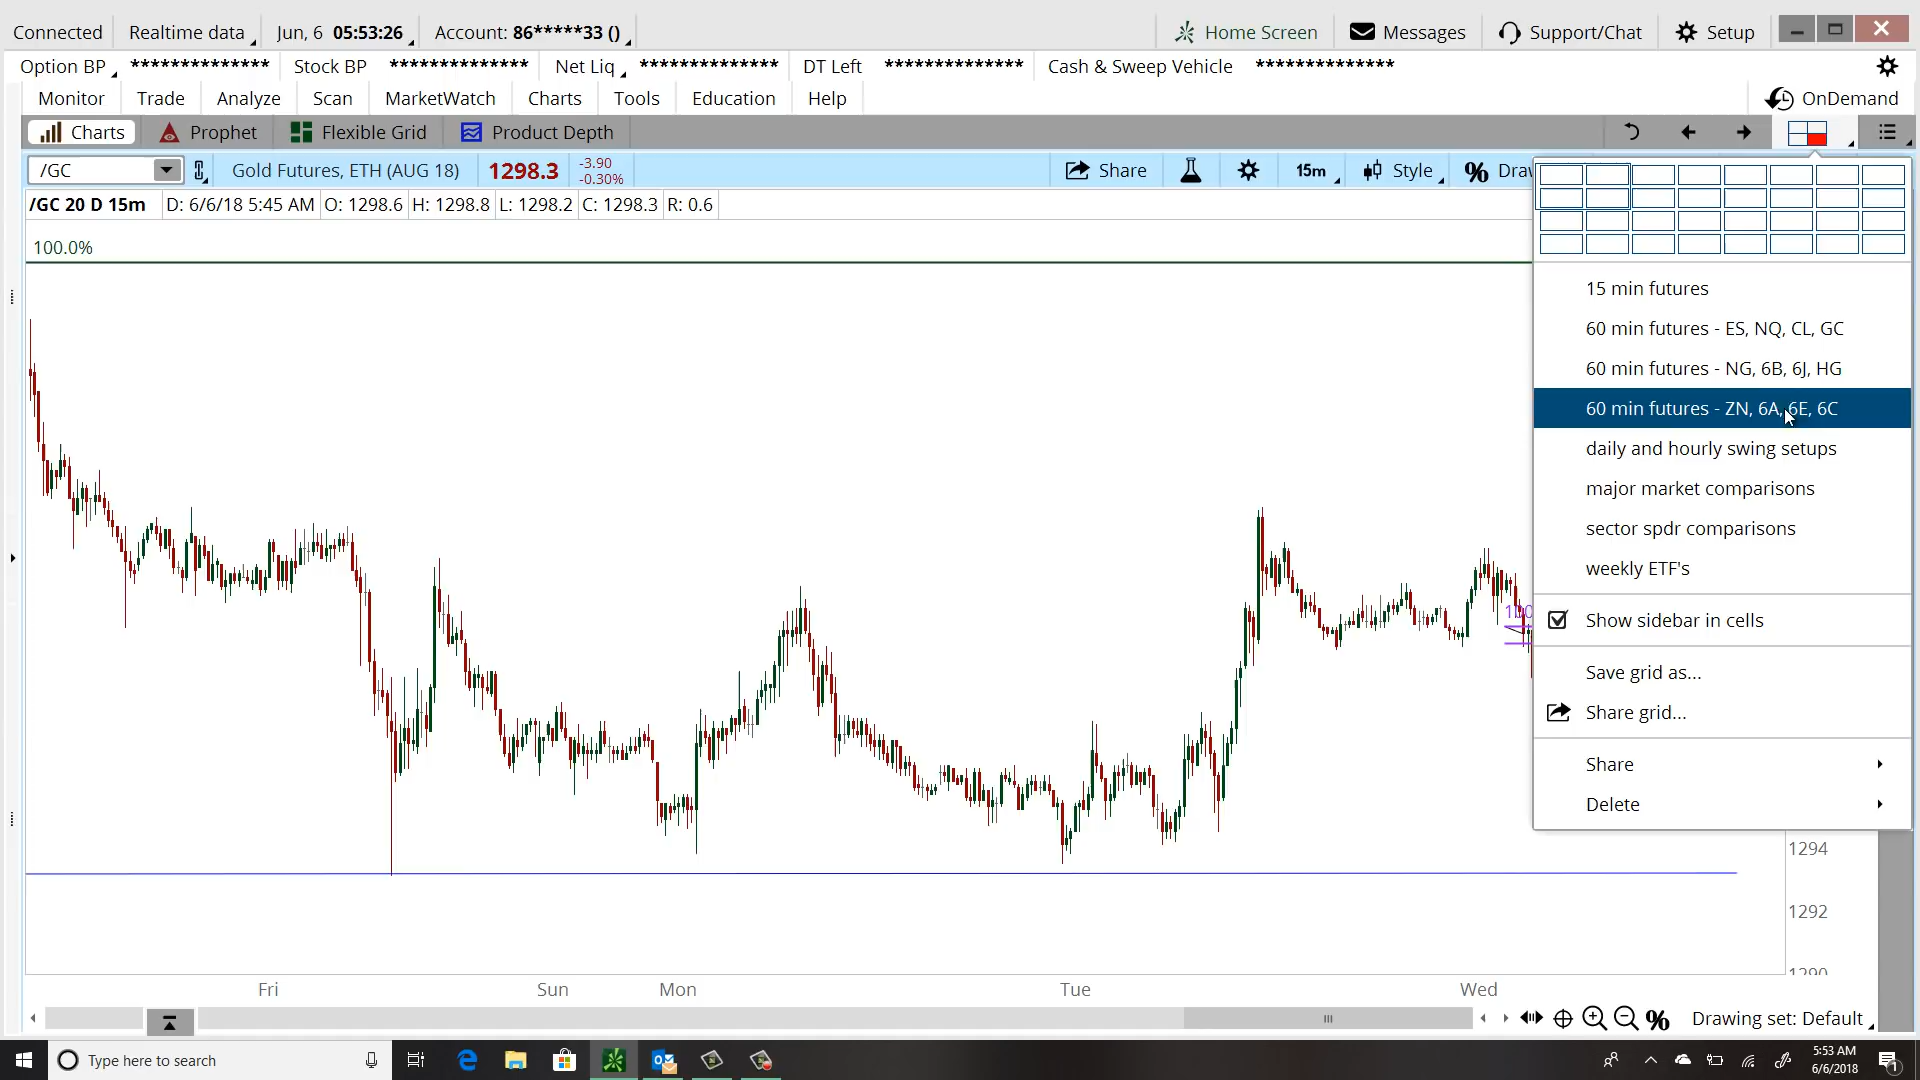 Connected Realtime data Jun, 6 05:53:26 Account: 86*****33 () Home Screen Messages Support/Chat Setup
Option BP ************** Stock BP ************** Net Liq ************** DT Left ************** Cash & Sweep Vehicle **************
Monitor Trade Analyze Scan MarketWatch Charts Tools Education Help OnDemand
Charts Prophet Flexible Grid Product Depth
/GC Gold Futures, ETH (AUG 18) 1298.3 -3.90 Share 15m Style % Draw
-0.30%
/GC 20 D 15m D: 6/6/18 5:45 AM O: 1298.6 H: 1298.8 L: 1298.2 C: 1298.3 R: 0.6
100.0%
15 min futures
60 min futures - ES, NQ, CL, GC
60 min futures - NG, 6B, 6J, HG
60 min futures - ZN, 6A, 6E, 6C
daily and hourly swing setups
major market comparisons
sector spdr comparisons
weekly ETF's
Show sidebar in cells
Save grid as...
Share grid...
Share
Delete
1294
1292
1290
Fri Sun Mon Tue Wed
% Drawing set: Default
Type here to search 5:53 AM
6/6/2018
1